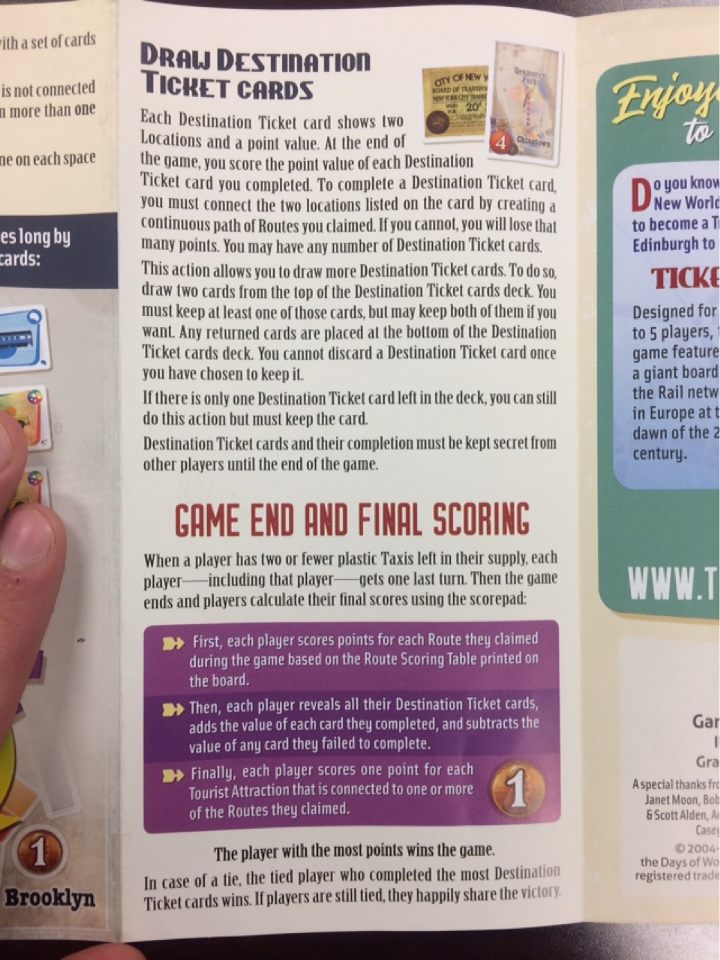 ith a set of cards
is not connected
n more than one
ne on each space
es long by
cards:
1
Brooklyn
DRAW DESTINATION
TICKET CARDS
CITY OF NEW Y
BOARD OF TRANSPOR
NEW YORK CITY TRANSI
20
Gramercy
Park
4
Chinatown
Each Destination Ticket card shows two
Locations and a point value. At the end of
the game, you score the point value of each Destination
Ticket card you completed. To complete a Destination Ticket card,
you must connect the two locations listed on the card by creating a
continuous path of Routes you claimed. If you cannot, you will lose that
many points. You may have any number of Destination Ticket cards.
This action allows you to draw more Destination Ticket cards. To do so,
draw two cards from the top of the Destination Ticket cards deck. You
must keep at least one of those cards, but may keep both of them if you
want. Any returned cards are placed at the bottom of the Destination
Ticket cards deck. You cannot discard a Destination Ticket card once
you have chosen to keep it.
If there is only one Destination Ticket card left in the deck, you can still
do this action but must keep the card.
Destination Ticket cards and their completion must be kept secret from
other players until the end of the game.
GAME END AND FINAL SCORING
When a player has two or fewer plastic Taxis left in their supply, each
player—including that player—gets one last turn. Then the game
ends and players calculate their final scores using the scorepad:
First, each player scores points for each Route they claimed
during the game based on the Route Scoring Table printed on
the board.
Then, each player reveals all their Destination Ticket cards,
adds the value of each card they completed, and subtracts the
value of any card they failed to complete.
Finally, each player scores one point for each
Tourist Attraction that is connected to one or more
of the Routes they claimed.
1
The player with the most points wins the game.
In case of a tie, the tied player who completed the most Destination
Ticket cards wins. If players are still tied, they happily share the victory.
Enjoy
to
Do you know
New World
to become a T
Edinburgh to
TICKE
Designed for
to 5 players,
game feature
a giant board
the Rail netw
in Europe at t
dawn of the 2
century.
WWW.T
Gar
I
Gra
A special thanks fro
Janet Moon, Bob
& Scott Alden, A
Casey
© 2004-
the Days of Wo
registered trade